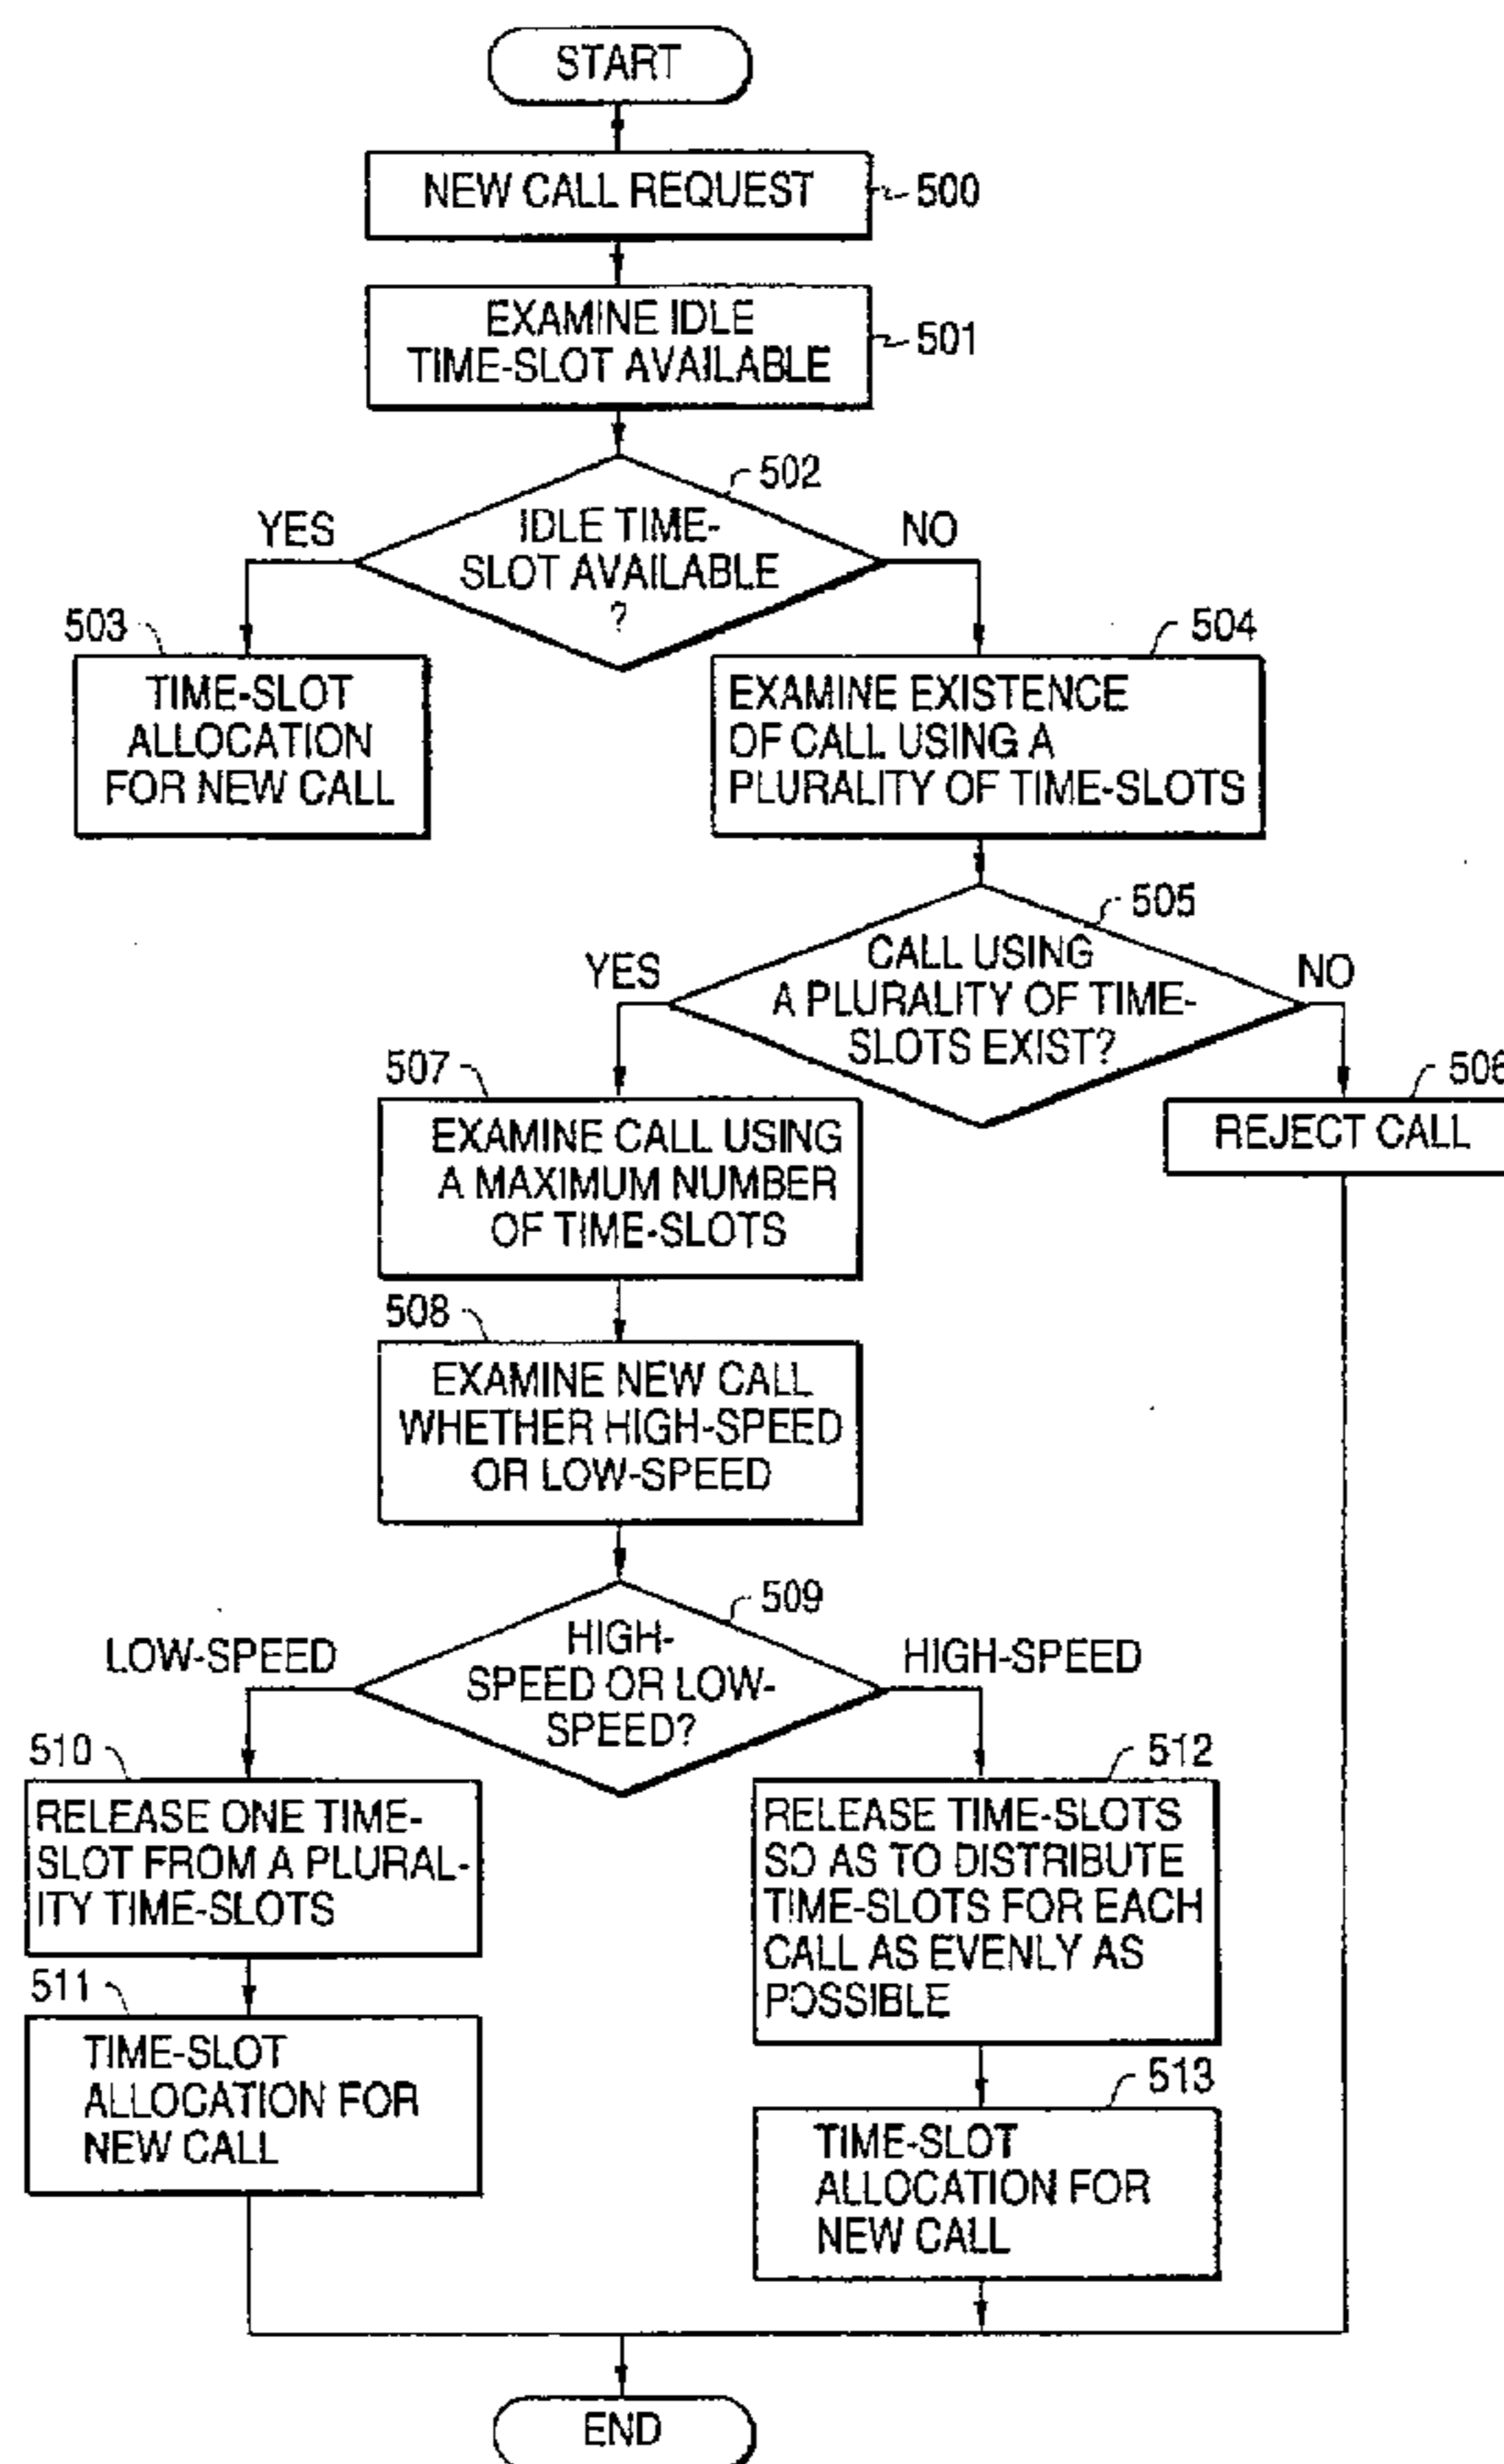 START
NEW CALL REQUEST
500
EXAMINE IDLE
TIME-SLOT AVAILABLE
501
502
YES
IDLE TIME-
SLOT AVAILABLE
?
NO
503
TIME-SLOT
ALLOCATION
FOR NEW CALL
504
EXAMINE EXISTENCE
OF CALL USING A
PLURALITY OF TIME-SLOTS
505
YES
CALL USING
A PLURALITY OF TIME-
SLOTS EXIST?
NO
506
REJECT CALL
507
EXAMINE CALL USING
A MAXIMUM NUMBER
OF TIME-SLOTS
508
EXAMINE NEW CALL
WHETHER HIGH-SPEED
OR LOW-SPEED
509
LOW-SPEED
HIGH-
SPEED OR LOW-
SPEED?
HIGH-SPEED
510
RELEASE ONE TIME-
SLOT FROM A PLURAL-
ITY TIME-SLOTS
511
TIME-SLOT
ALLOCATION FOR
NEW CALL
512
RELEASE TIME-SLOTS
SO AS TO DISTRIBUTE
TIME-SLOTS FOR EACH
CALL AS EVENLY AS
POSSIBLE
513
TIME-SLOT
ALLOCATION FOR
NEW CALL
END